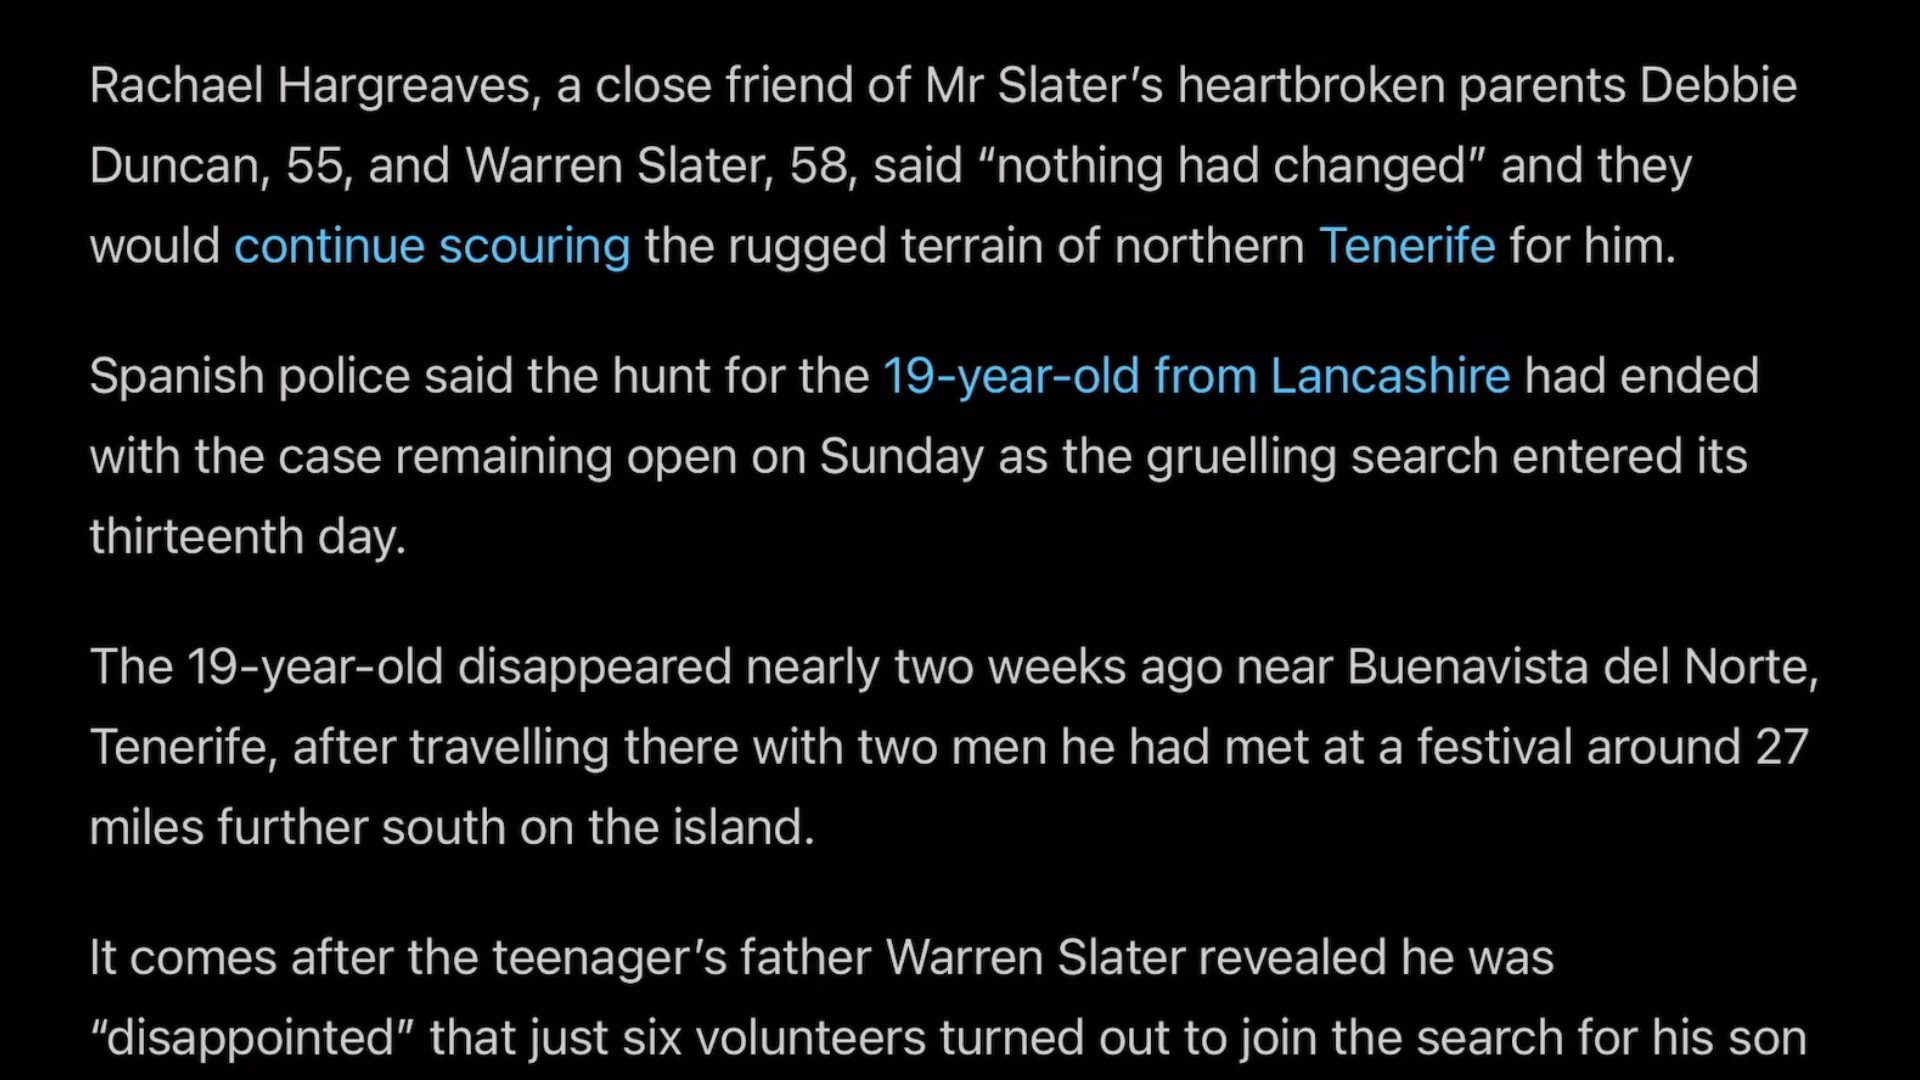 Rachael Hargreaves, a close friend of Mr Slater’s heartbroken parents Debbie
Duncan, 55, and Warren Slater, 58, said “nothing had changed” and they
would continue scouring the rugged terrain of northern Tenerife for him.
Spanish police said the hunt for the 19-year-old from Lancashire had ended
with the case remaining open on Sunday as the gruelling search entered its
thirteenth day.
The 19-year-old disappeared nearly two weeks ago near Buenavista del Norte,
Tenerife, after travelling there with two men he had met at a festival around 27
miles further south on the island.
It comes after the teenager’s father Warren Slater revealed he was
“disappointed” that just six volunteers turned out to join the search for his son